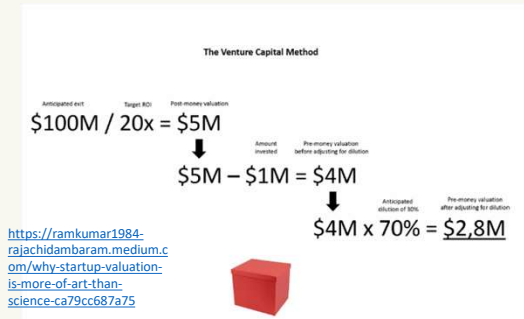 The Venture Capital Method
Anticipated exit Target ROI Post-money valuation
$100M / 20x = $5M
Amount invested Pre-money valuation before adjusting for dilution
$5M – $1M = $4M
Anticipated dilution of 30% Pre-money valuation after adjusting for dilution
$4M x 70% = $2,8M
https://ramkumar1984-
rajachidambaram.medium.c
om/why-startup-valuation-
is-more-of-art-than-
science-ca79cc687a75